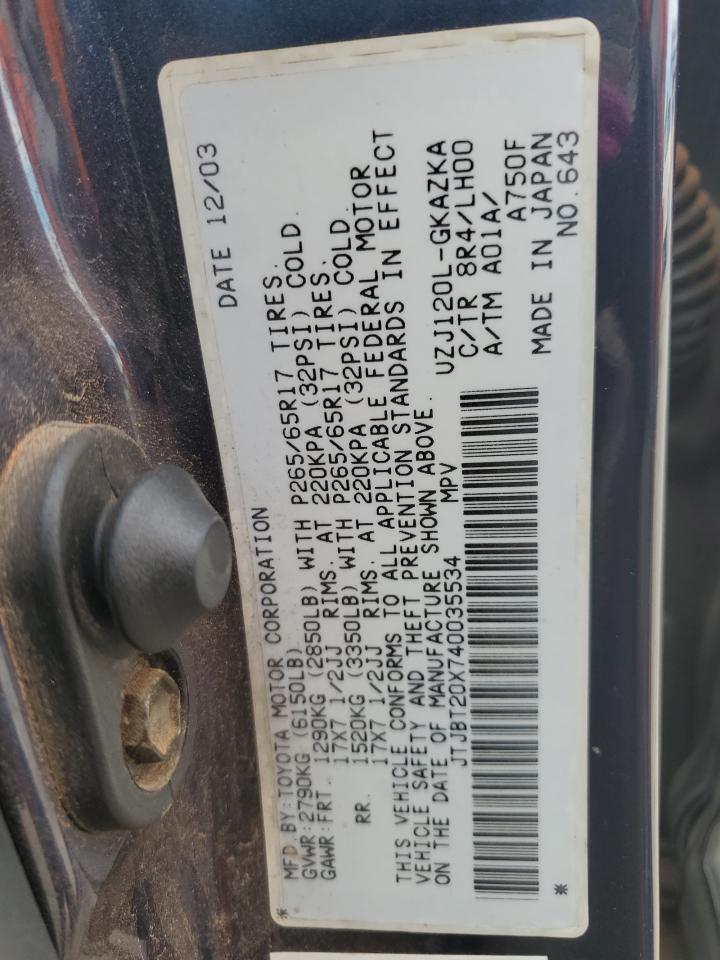 MFD. BY: TOYOTA MOTOR CORPORATION DATE 12/03
GVWR: 2790KG (6150LB)
GAWR: FRT. 1290KG (2850LB) WITH P265/65R17 TIRES.
17X7 1/2JJ RIMS. AT 220KPA (32PSI) COLD.
RR. 1520KG (3350LB) WITH P265/65R17 TIRES.
17X7 1/2JJ RIMS. AT 220KPA (32PSI) COLD.
THIS VEHICLE CONFORMS TO ALL APPLICABLE FEDERAL MOTOR
VEHICLE SAFETY AND THEFT PREVENTION STANDARDS IN EFFECT
ON THE DATE OF MANUFACTURE SHOWN ABOVE.
JTJBT20X740035534 MPV
UZJ120L-GKAZKA
C/TR 8R4/LH00
A/TM A01A/
A750F
MADE IN JAPAN
NO. 643